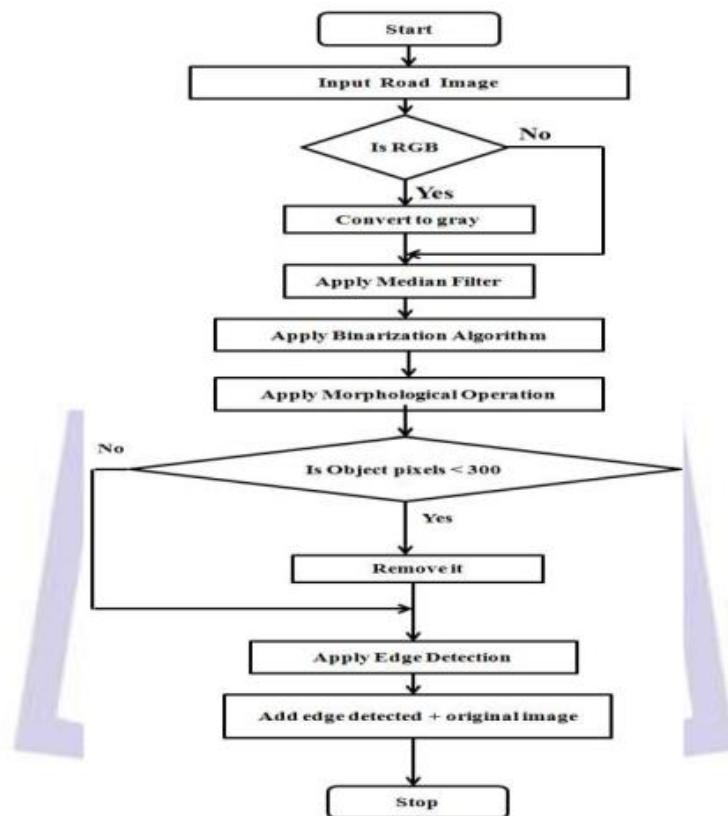 Start
Input Road Image
Is RGB
No
Yes
Convert to gray
Apply Median Filter
Apply Binarization Algorithm
Apply Morphological Operation
No
Is Object pixels < 300
Yes
Remove it
Apply Edge Detection
Add edge detected + original image
Stop